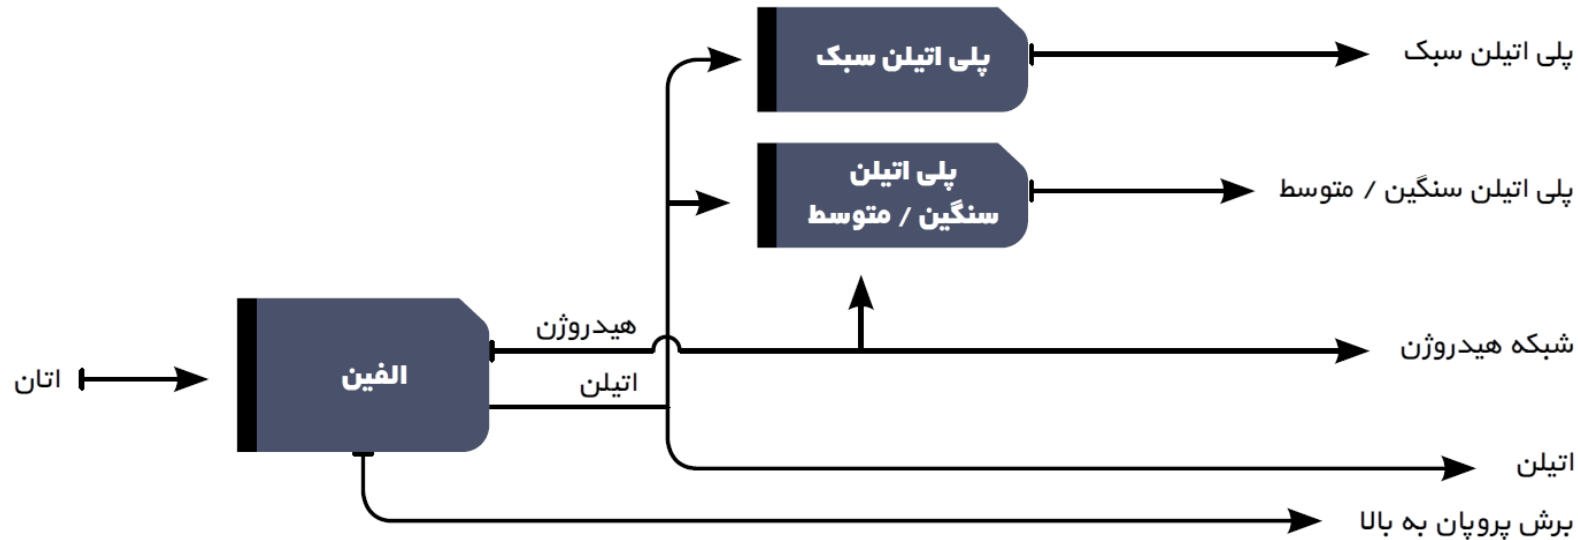 پلی اتیلن سبک
پلی اتیلن سبک
پلی اتیلن
سنگین / متوسط
پلی اتیلن سنگین / متوسط
هیدروژن
شبکه هیدروژن
اتان
الفین
اتیلن
اتیلن
برش پروپان به بالا